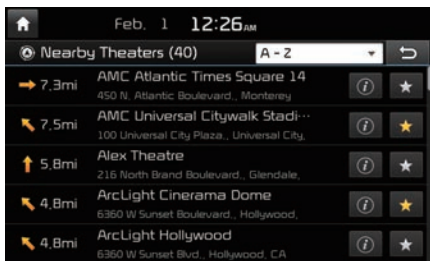 Feb. 1 12:26 AM
Nearby Theaters (40) A - Z
7.3mi AMC Atlantic Times Square 14
450 N. Atlantic Boulevard., Monterey
7.5mi AMC Universal Citywalk Stadi···
100 Universal City Plaza., Universal City,
5.8mi Alex Theatre
216 North Brand Boulevard., Glendale,
4.8mi ArcLight Cinerama Dome
6360 W Sunset Boulevard., Hollywood,
4.8mi ArcLight Hollywood
6360 W Sunset Blvd., Hollywood, CA